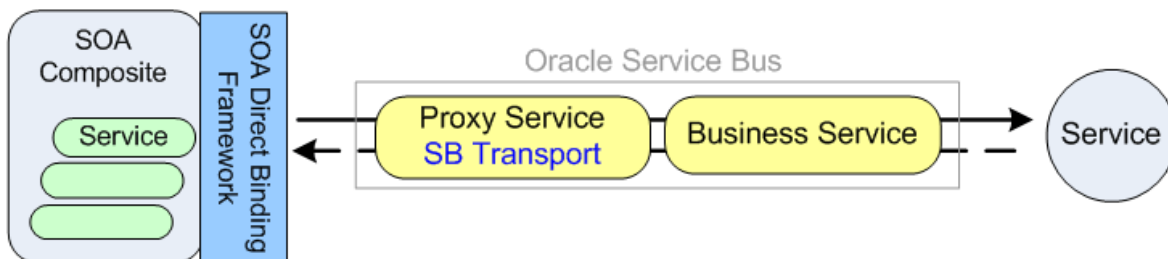 SOA
Composite
Service
SOA Direct Binding
Framework
Oracle Service Bus
Proxy Service
SB Transport
Business Service
Service